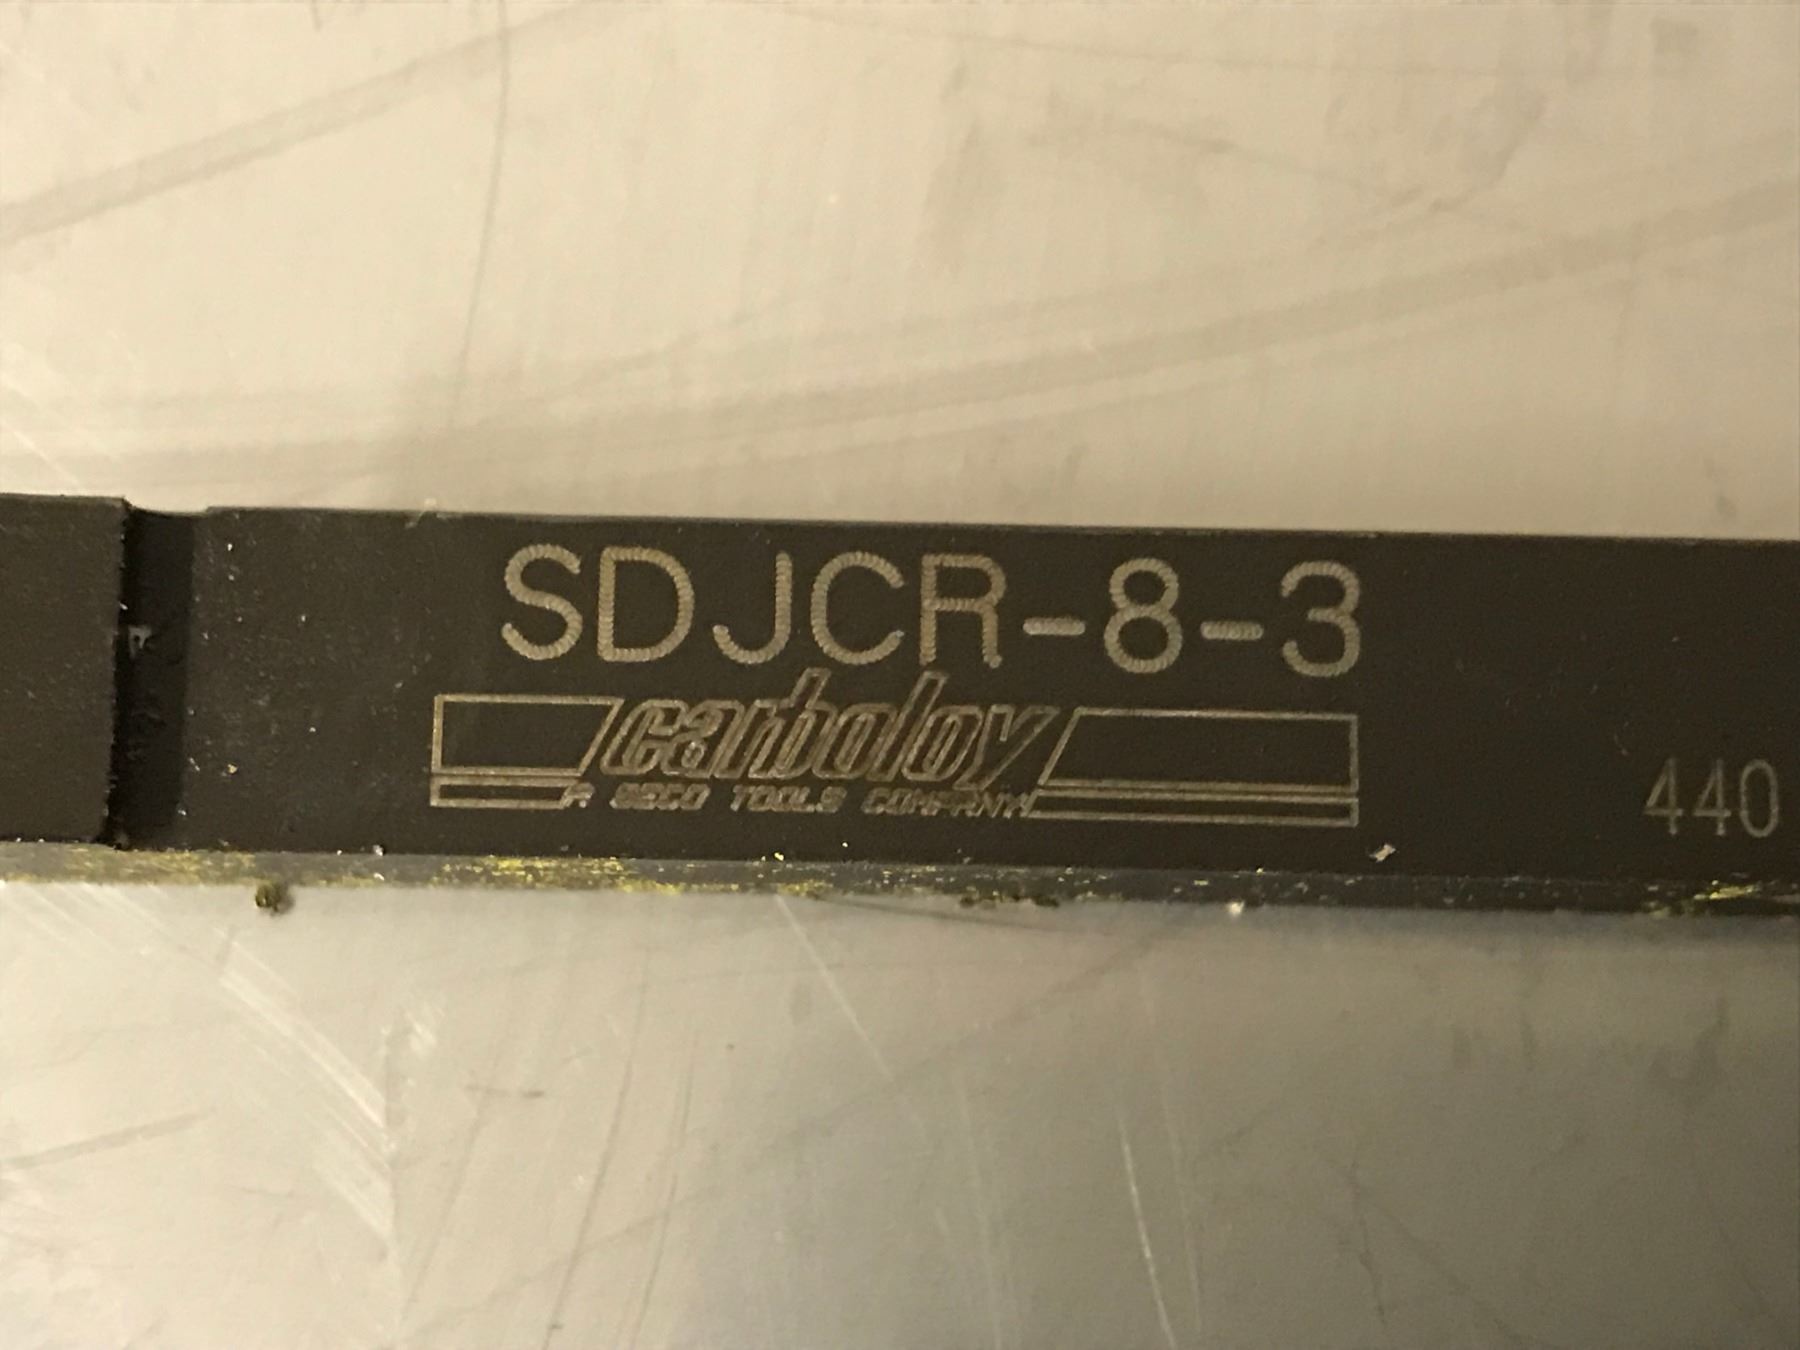 SDJCR-8-3
carboloy
A SECO TOOLS COMPANY
440